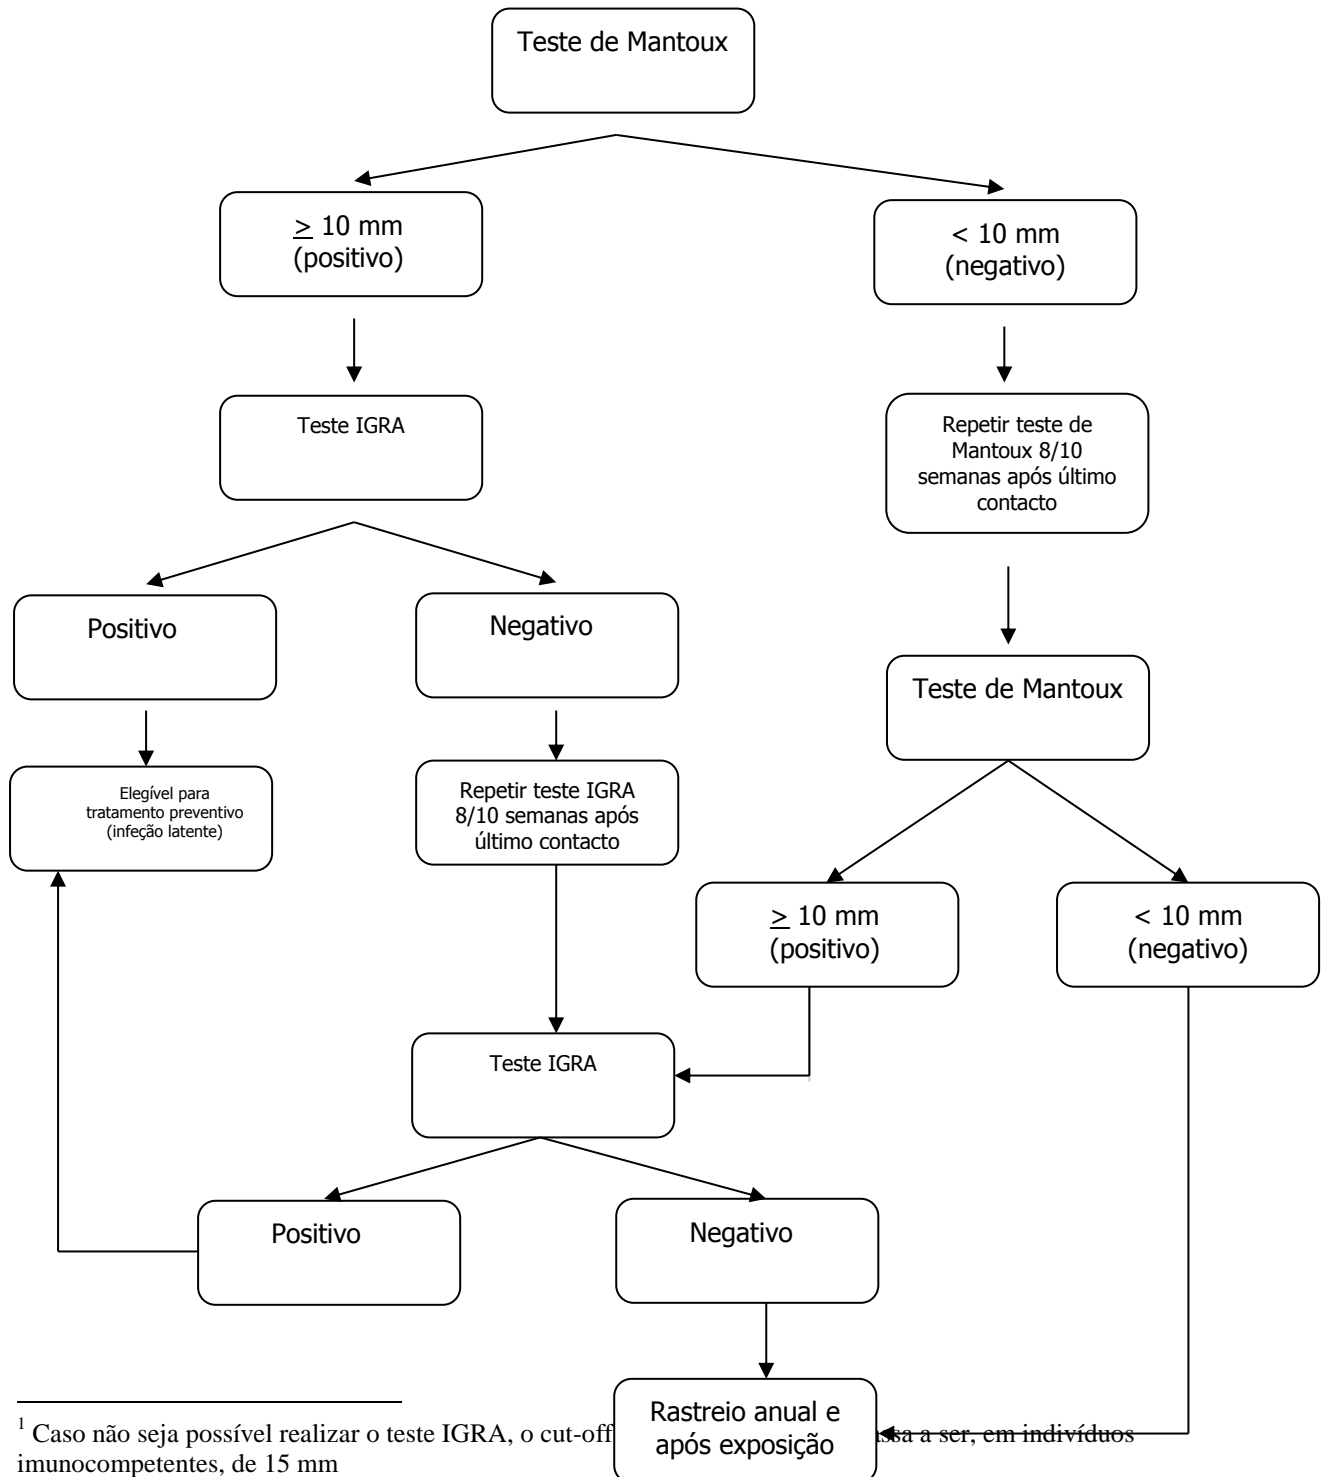 Teste de Mantoux
≥ 10 mm
(positivo)
< 10 mm
(negativo)
Teste IGRA
Repetir teste de
Mantoux 8/10
semanas após último
contacto
Positivo
Negativo
Teste de Mantoux
Elegível para
tratamento preventivo
(infeção latente)
Repetir teste IGRA
8/10 semanas após
último contacto
≥ 10 mm
(positivo)
< 10 mm
(negativo)
Teste IGRA
Positivo
Negativo
Rastreio anual e
após exposição
1 Caso não seja possível realizar o teste IGRA, o cut-off a ser, em indivíduos
imunocompetentes, de 15 mm